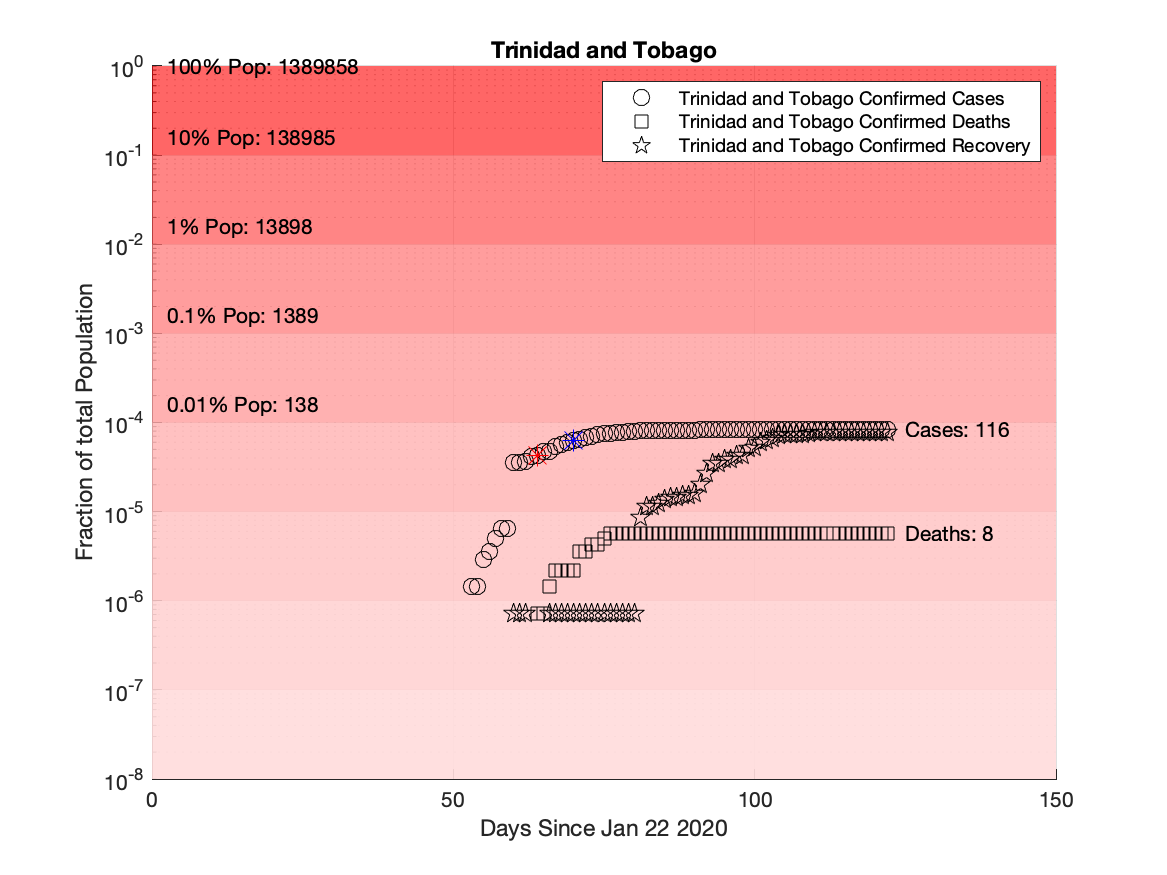 Trinidad and Tobago
10^0
100% Pop: 1389858
Trinidad and Tobago Confirmed Cases
Trinidad and Tobago Confirmed Deaths
Trinidad and Tobago Confirmed Recovery
10% Pop: 138985
10^-1
1% Pop: 13898
10^-2
0.1% Pop: 1389
10^-3
0.01% Pop: 138
10^-4
Cases: 116
10^-5
Deaths: 8
10^-6
10^-7
10^-8
Fraction of total Population
0 50 100 150
Days Since Jan 22 2020